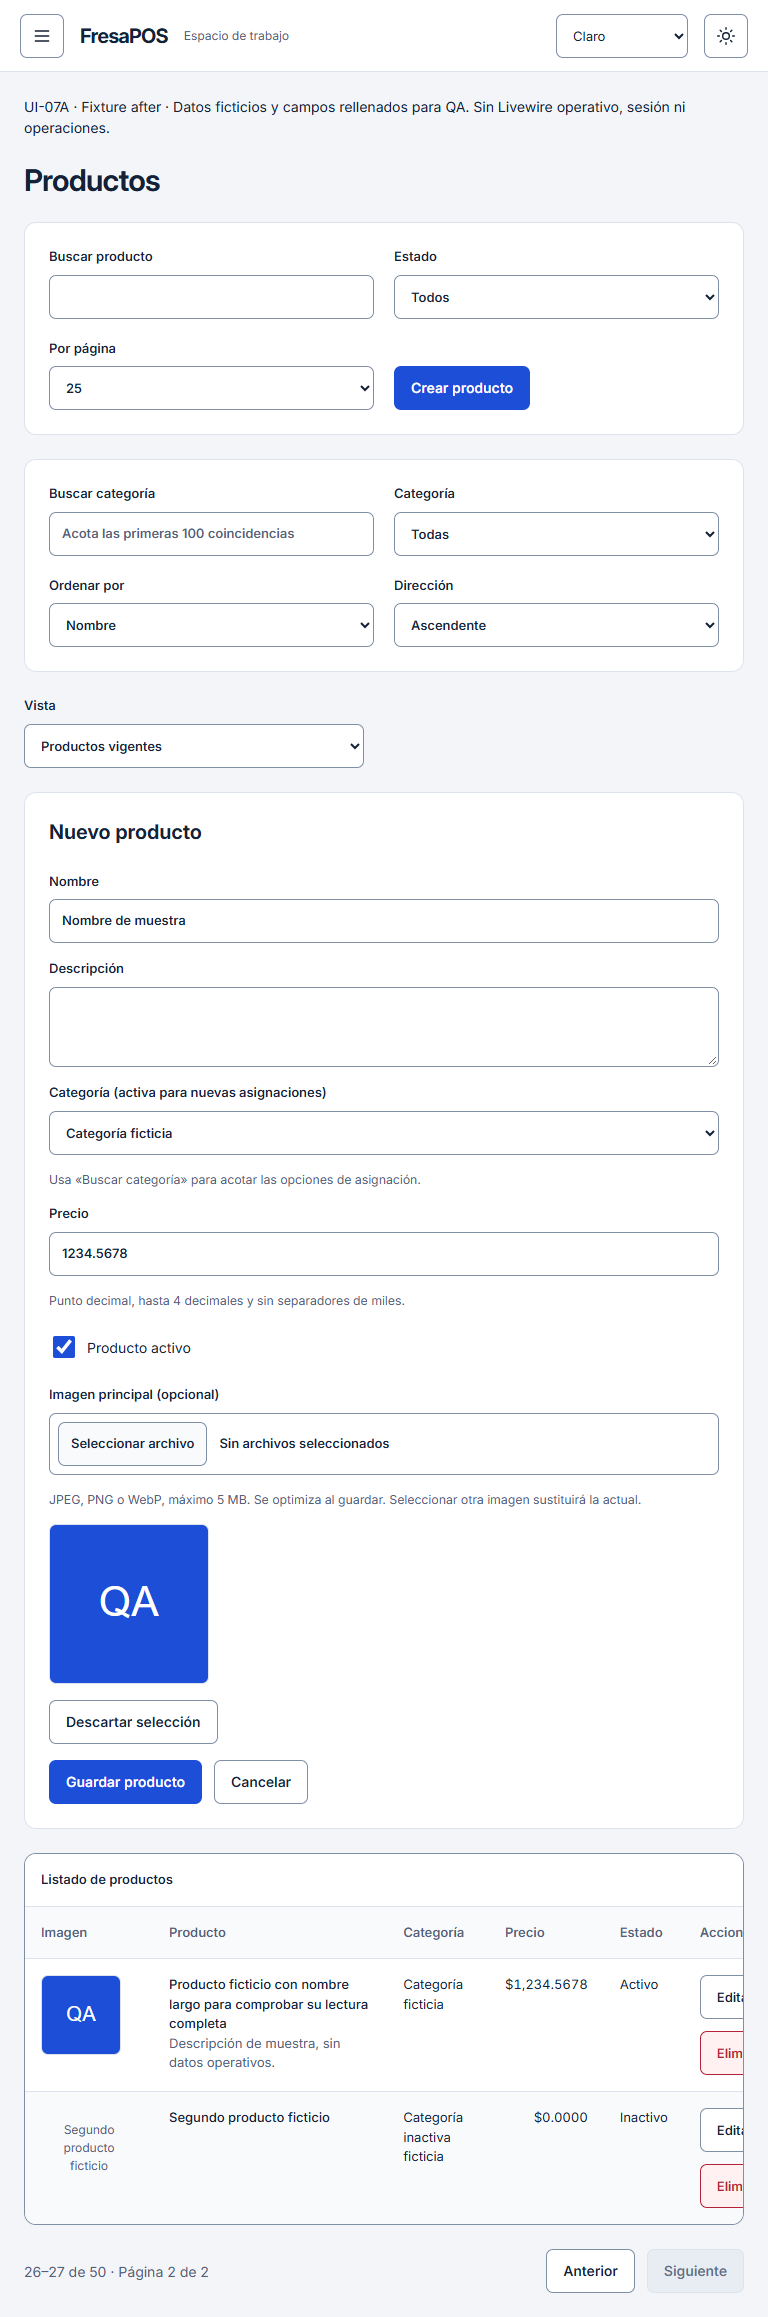 FresaPOS Espacio de trabajo Claro
UI-07A · Fixture after · Datos ficticios y campos rellenados para QA. Sin Livewire operativo, sesión ni
operaciones.
Productos
Buscar producto Estado
Todos
Por página
25 Crear producto
Buscar categoría Categoría
Acota las primeras 100 coincidencias Todas
Ordenar por Dirección
Nombre Ascendente
Vista
Productos vigentes
Nuevo producto
Nombre
Nombre de muestra
Descripción
Categoría (activa para nuevas asignaciones)
Categoría ficticia
Usa «Buscar categoría» para acotar las opciones de asignación.
Precio
1234.5678
Punto decimal, hasta 4 decimales y sin separadores de miles.
Producto activo
Imagen principal (opcional)
Seleccionar archivo Sin archivos seleccionados
JPEG, PNG o WebP, máximo 5 MB. Se optimiza al guardar. Seleccionar otra imagen sustituirá la actual.
QA
Descartar selección
Guardar producto Cancelar
Listado de productos
Imagen Producto Categoría Precio Estado Accion
QA Producto ficticio con nombre Categoría $1,234.5678 Activo Edita
largo para comprobar su lectura ficticia
completa
Descripción de muestra, sin Elim
datos operativos.
Segundo producto ficticio Categoría $0.0000 Inactivo Edita
Segundo inactiva
producto ficticia
ficticio Elim
26–27 de 50 · Página 2 de 2 Anterior Siguiente